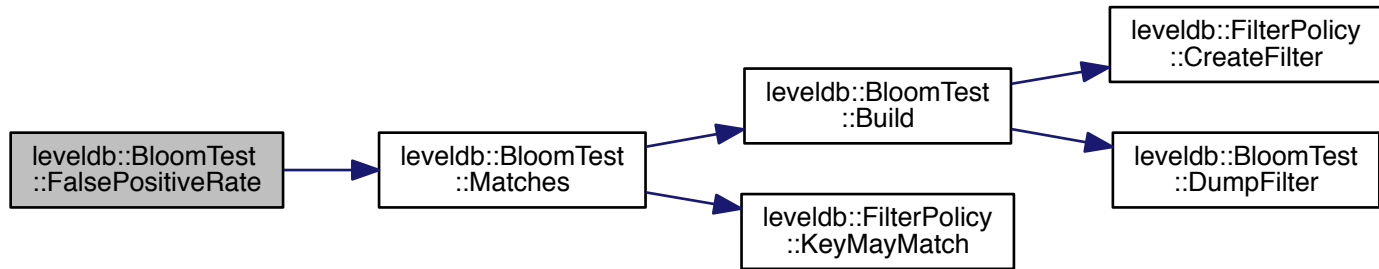 leveldb::BloomTest
::FalsePositiveRate
leveldb::BloomTest
::Matches
leveldb::BloomTest
::Build
leveldb::FilterPolicy
::KeyMayMatch
leveldb::FilterPolicy
::CreateFilter
leveldb::BloomTest
::DumpFilter